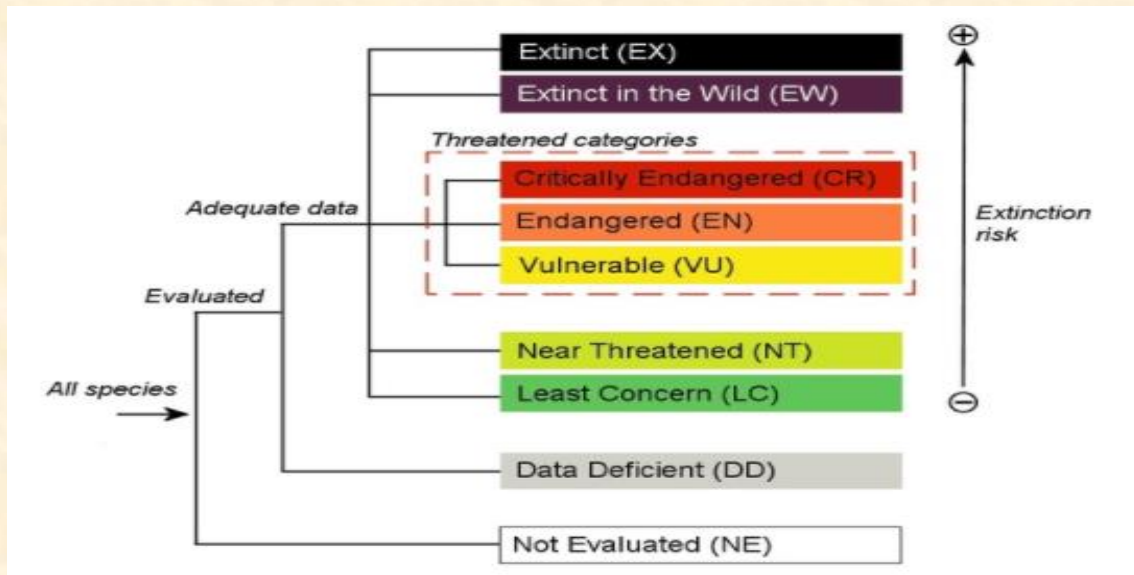 Extinct (EX)
Extinct in the Wild (EW)
Threatened categories
Critically Endangered (CR)
Adequate data
Endangered (EN)
Extinction
risk
Vulnerable (VU)
Evaluated
Near Threatened (NT)
All species
Least Concern (LC)
Data Deficient (DD)
Not Evaluated (NE)